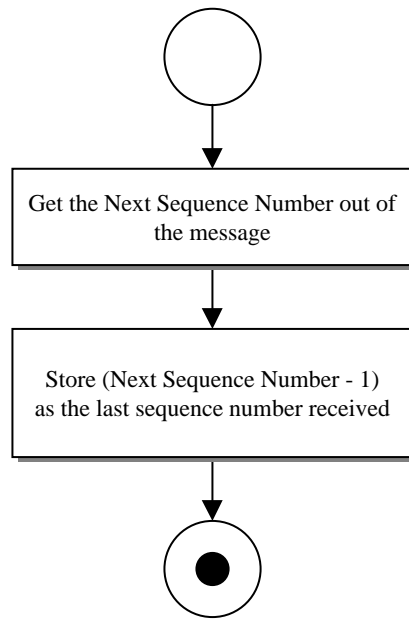 Get the Next Sequence Number out of
the message
Store (Next Sequence Number - 1)
as the last sequence number received